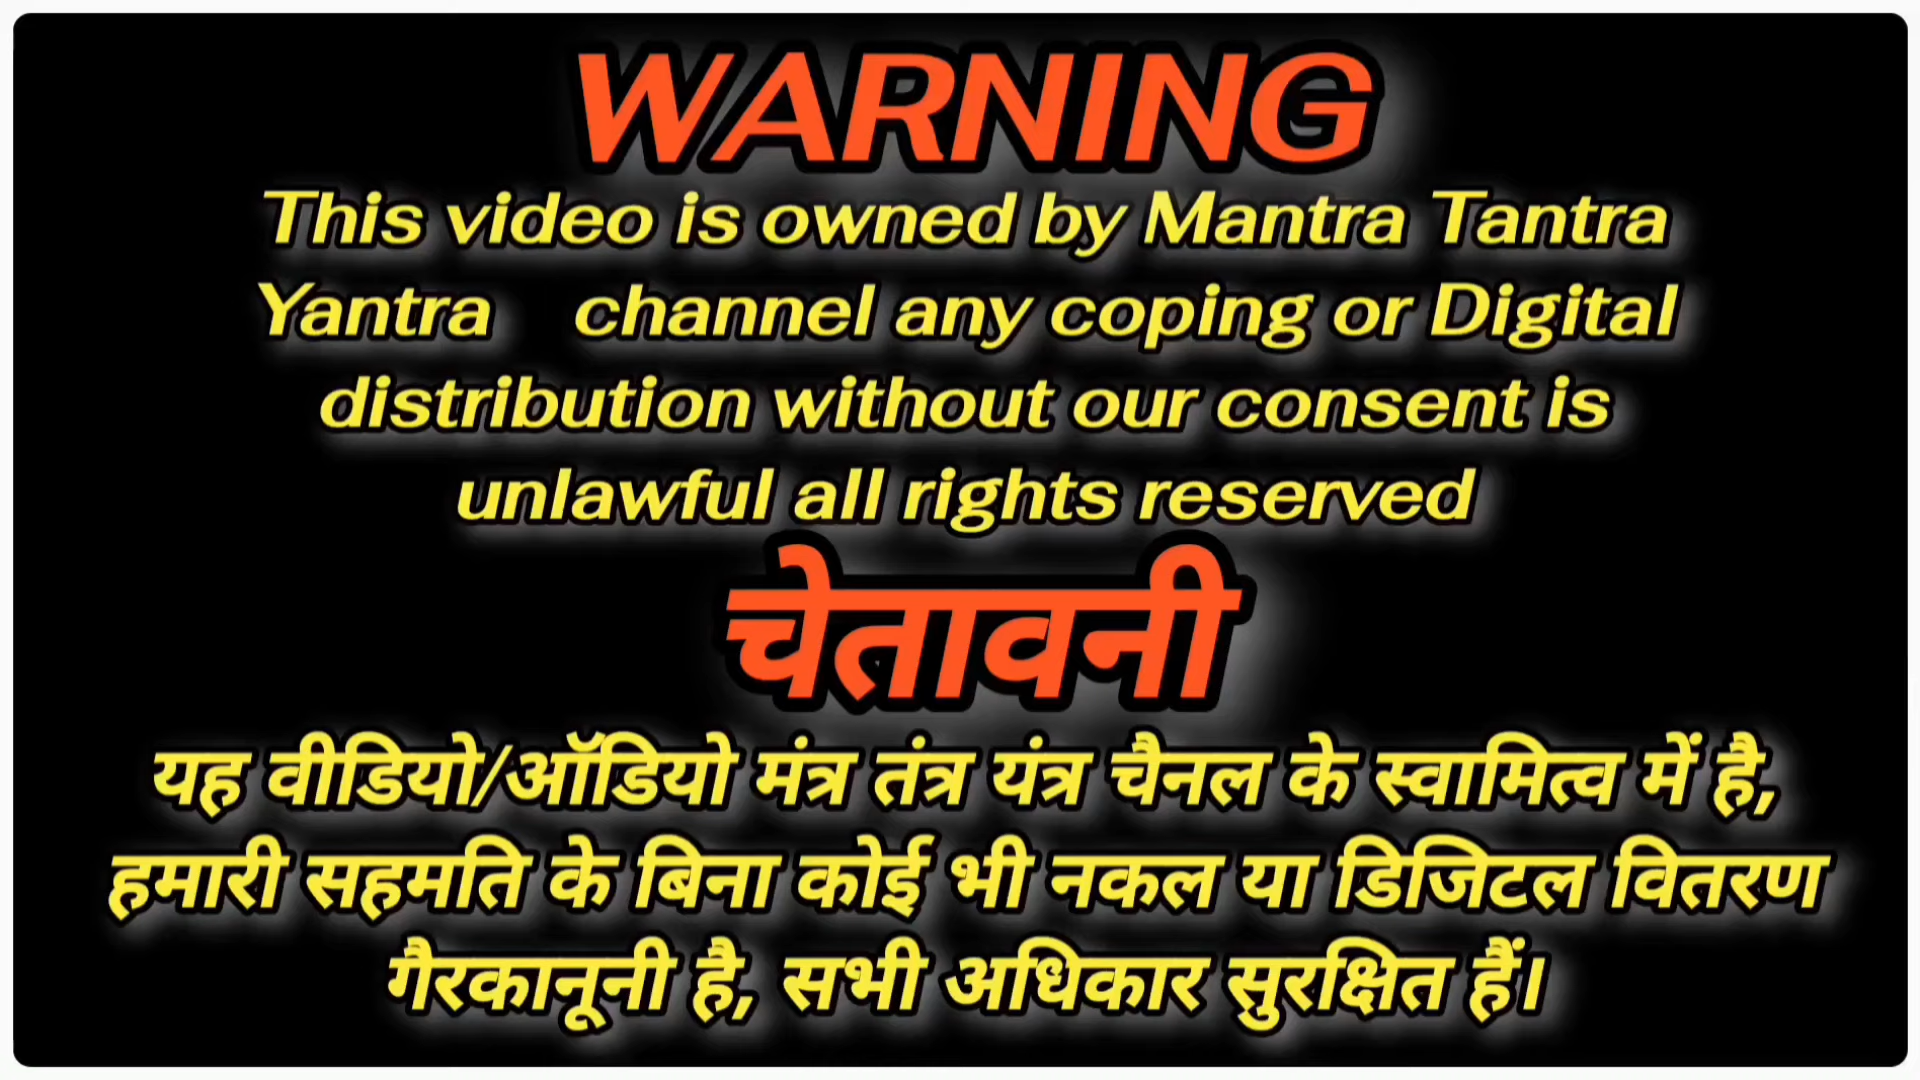 WARNING
This video is owned by Mantra Tantra
Yantra channel any coping or Digital
distribution without our consent is
unlawful all rights reserved
चेतावनी
यह वीडियो/ऑडियो मंत्र तंत्र यंत्र चैनल के स्वामित्व में है,
हमारी सहमति के बिना कोई भी नकल या डिजिटल वितरण
गैरकानूनी है, सभी अधिकार सुरक्षित हैं।